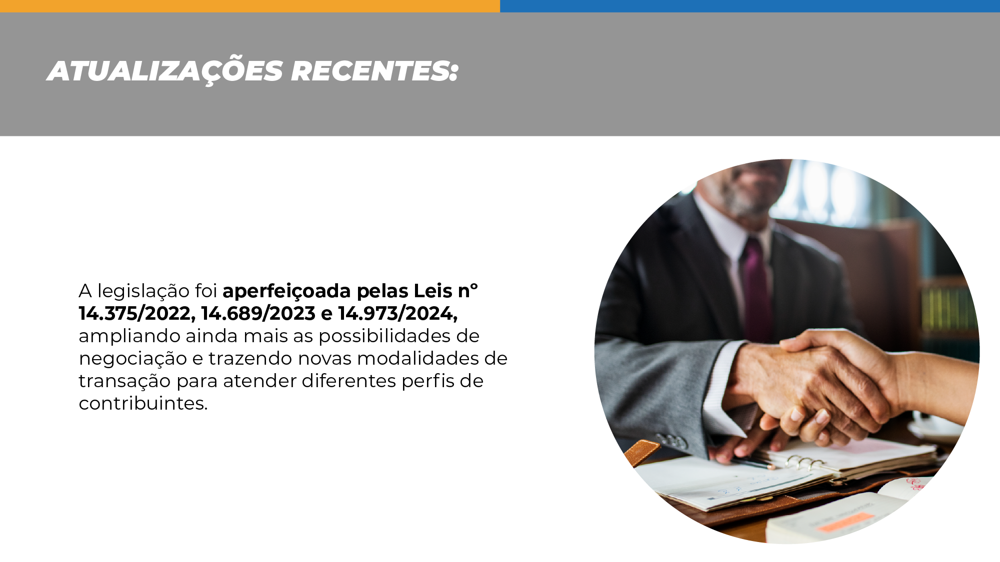 ATUALIZAÇÕES RECENTES:
A legislação foi aperfeiçoada pelas Leis nº
14.375/2022, 14.689/2023 e 14.973/2024,
ampliando ainda mais as possibilidades de
negociação e trazendo novas modalidades de
transação para atender diferentes perfis de
contribuintes.